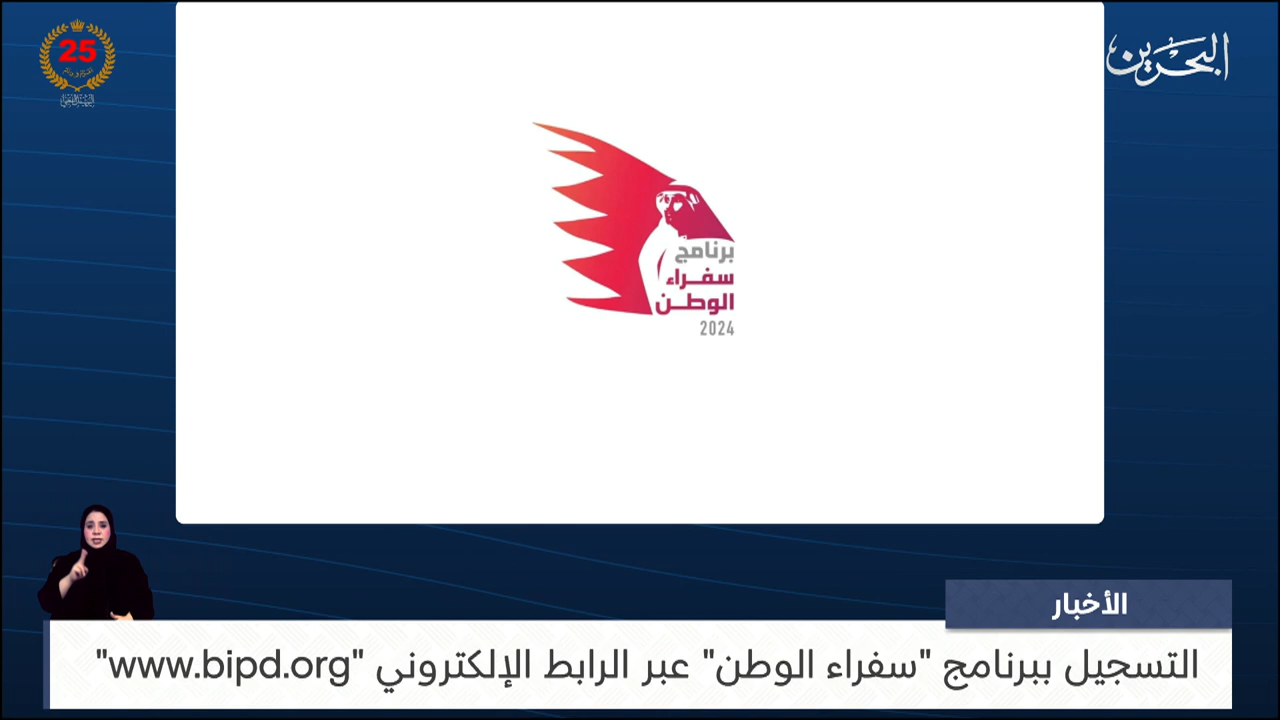 البحرين
25
برنامج
سفراء
الوطن
2024
الأخبار
التسجيل ببرنامج "سفراء الوطن" عبر الرابط الإلكتروني "www.bipd.org"